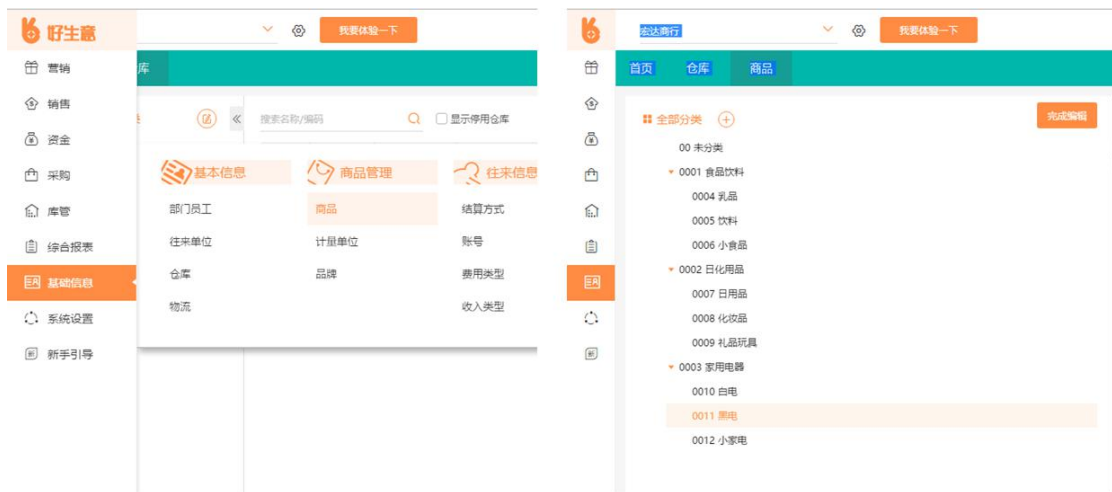 好生意
我要体验一下
营销
库
销售
搜索名称/编码
显示停用仓库
资金
采购
基本信息
商品管理
往来信息
库管
部门员工
商品
结算方式
综合报表
往来单位
计量单位
账号
基础信息
仓库
品牌
费用类型
系统设置
物流
收入类型
新手引导
宏达商行
我要体验一下
首页 仓库 商品
全部分类
完成编辑
00 未分类
0001 食品饮料
0004 乳品
0005 饮料
0006 小食品
0002 日化用品
0007 日用品
0008 化妆品
0009 礼品玩具
0003 家用电器
0010 白电
0011 黑电
0012 小家电